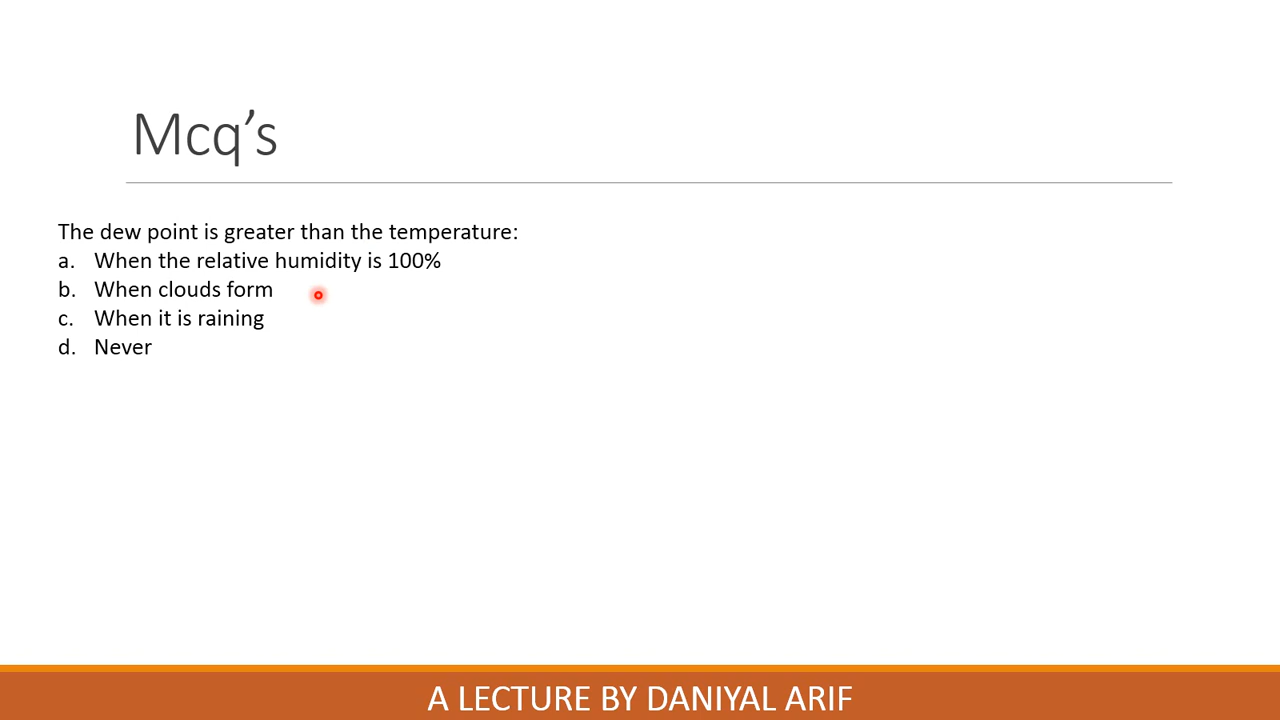 Mcq’s
The dew point is greater than the temperature:
a. When the relative humidity is 100%
b. When clouds form
c. When it is raining
d. Never
A LECTURE BY DANIYAL ARIF